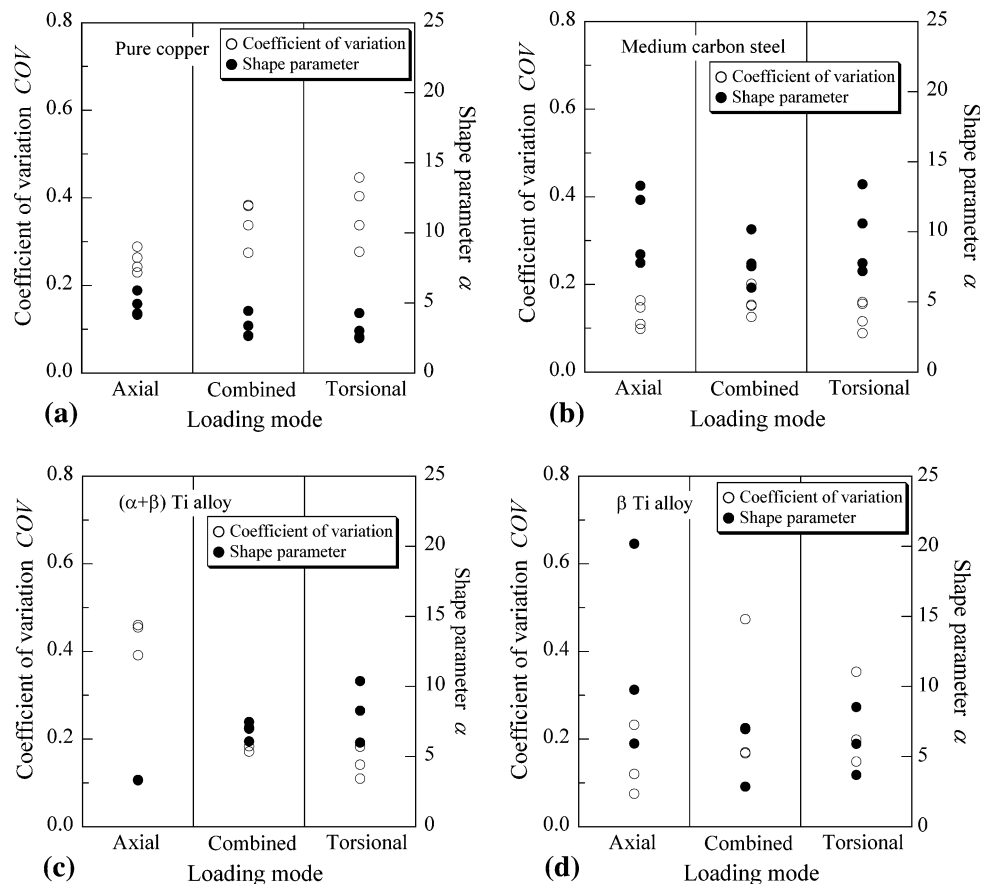 Pure copper
Coefficient of variation
Shape parameter
Coefficient of variation COV
0.8
0.6
0.4
0.2
0.0
25
20
15
10
5
0
Shape parameter α
Axial
Combined
Torsional
(a)
Loading mode
Medium carbon steel
Coefficient of variation
Shape parameter
Coefficient of variation COV
0.8
0.6
0.4
0.2
0.0
25
20
15
10
5
0
Shape parameter α
Axial
Combined
Torsional
(b)
Loading mode
(α+β) Ti alloy
Coefficient of variation
Shape parameter
Coefficient of variation COV
0.8
0.6
0.4
0.2
0.0
25
20
15
10
5
0
Shape parameter α
Axial
Combined
Torsional
(c)
Loading mode
β Ti alloy
Coefficient of variation
Shape parameter
Coefficient of variation COV
0.8
0.6
0.4
0.2
0.0
25
20
15
10
5
0
Shape parameter α
Axial
Combined
Torsional
(d)
Loading mode